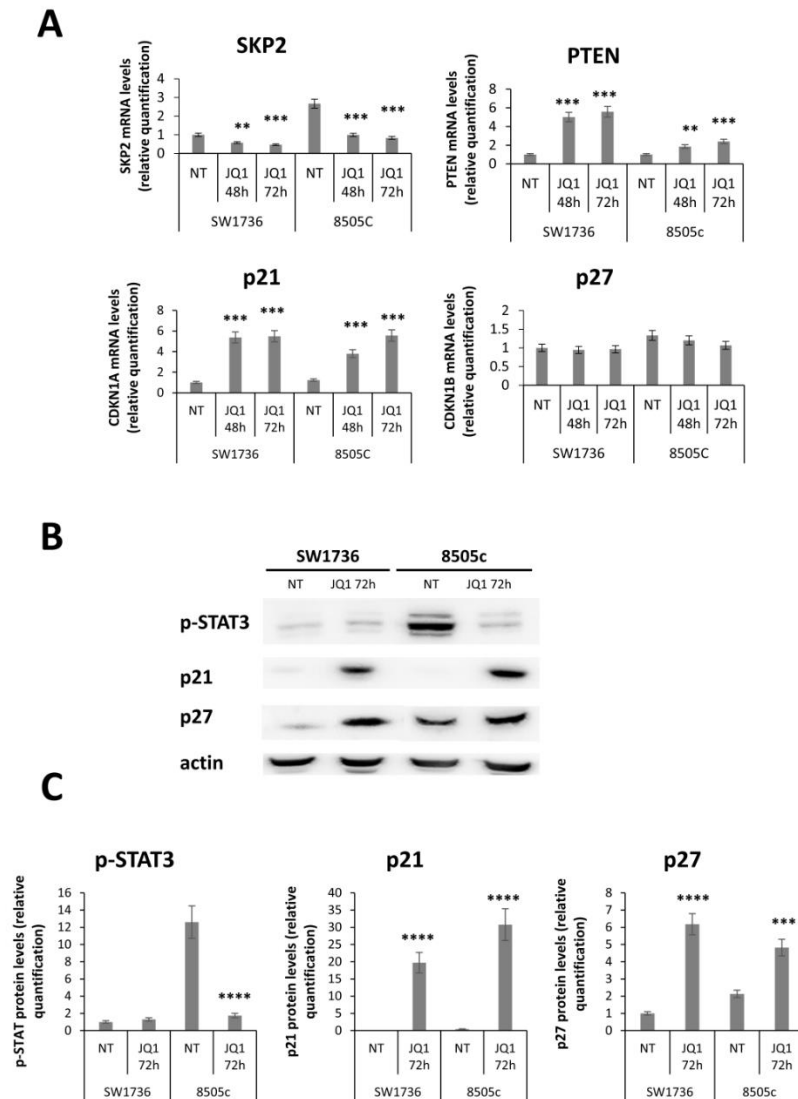 A
SKP2
SKP2 mRNA levels
(relative quantification)
4
3
2
1
0
** *** *** ***
NT JQ1 48h JQ1 72h NT JQ1 48h JQ1 72h
SW1736 8505C
PTEN
PTEN mRNA levels
(relative quantification)
8
6
4
2
0
*** *** ** ***
NT JQ1 48h JQ1 72h NT JQ1 48h JQ1 72h
SW1736 8505c
p21
CDKN1A mRNA levels
(relative quantification)
8
6
4
2
0
*** *** *** ***
NT JQ1 48h JQ1 72h NT JQ1 48h JQ1 72h
SW1736 8505C
p27
CDKN1B mRNA levels
(relative quantification)
2
1.5
1
0.5
0
NT JQ1 48h JQ1 72h NT JQ1 48h JQ1 72h
SW1736 8505C
B
SW1736 8505c
NT JQ1 72h NT JQ1 72h
p-STAT3
p21
p27
actin
C
p-STAT3
p-STAT protein levels (relative
quantification)
16
14
12
10
8
6
4
2
0
****
NT JQ1 72h NT JQ1 72h
SW1736 8505c
p21
p21 protein levels (relative
quantification)
40
35
30
25
20
15
10
5
0
**** ****
NT JQ1 72h NT JQ1 72h
SW1736 8505c
p27
p27 protein levels (relative
quantification)
8
7
6
5
4
3
2
1
0
**** ***
NT JQ1 72h NT JQ1 72h
SW1736 8505c